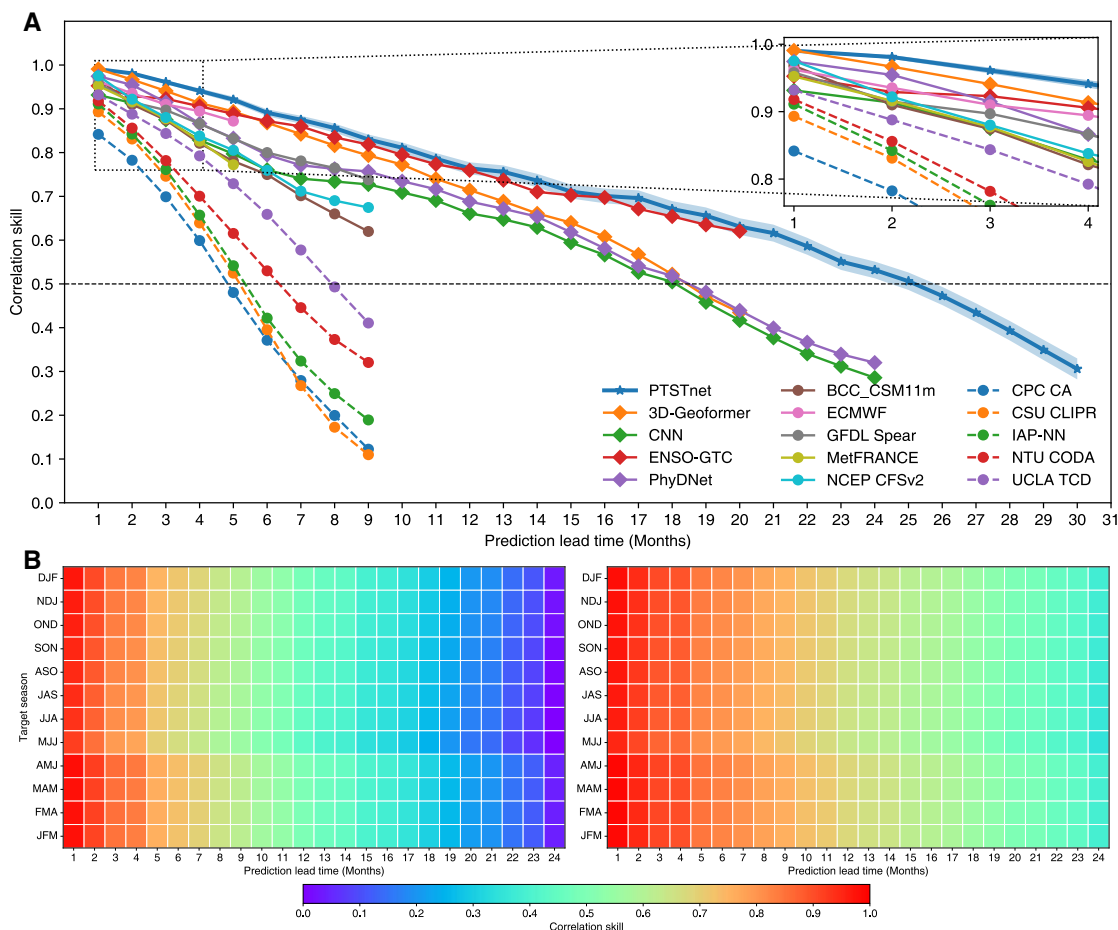 A
Correlation skill
1.0
0.9
0.8
0.7
0.6
0.5
0.4
0.3
0.2
0.1
0.0
1.0
0.9
0.8
1 2 3 4
PTSTnet BCC_CSM11m CPC CA
3D-Geoformer ECMWF CSU CLIPR
CNN GFDL Spear IAP-NN
ENSO-GTC MetFRANCE NTU CODA
PhyDNet NCEP CFSv2 UCLA TCD
1 2 3 4 5 6 7 8 9 10 11 12 13 14 15 16 17 18 19 20 21 22 23 24 25 26 27 28 29 30 31
Prediction lead time (Months)
B
Target season
DJF
NDJ
OND
SON
ASO
JAS
JJA
MJJ
AMJ
MAM
FMA
JFM
1 2 3 4 5 6 7 8 9 10 11 12 13 14 15 16 17 18 19 20 21 22 23 24
Prediction lead time (Months)
DJF
NDJ
OND
SON
ASO
JAS
JJA
MJJ
AMJ
MAM
FMA
JFM
1 2 3 4 5 6 7 8 9 10 11 12 13 14 15 16 17 18 19 20 21 22 23 24
Prediction lead time (Months)
0.0 0.1 0.2 0.3 0.4 0.5 0.6 0.7 0.8 0.9 1.0
Correlation skill